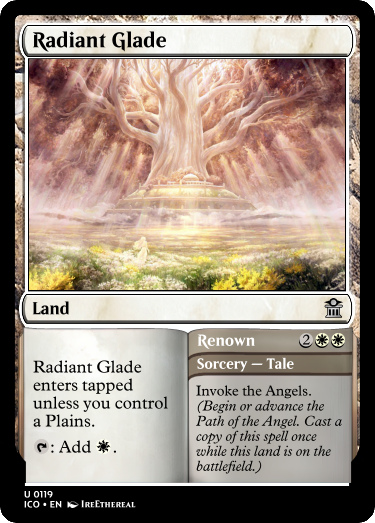 Radiant Glade
Land
Radiant Glade
enters tapped
unless you control
a Plains.
: Add .
Renown 2
Sorcery — Tale
Invoke the Angels.
(Begin or advance the
Path of the Angel. Cast a
copy of this spell once
while this land is on the
battlefield.)
U 0119
ICO • EN IreEthereal